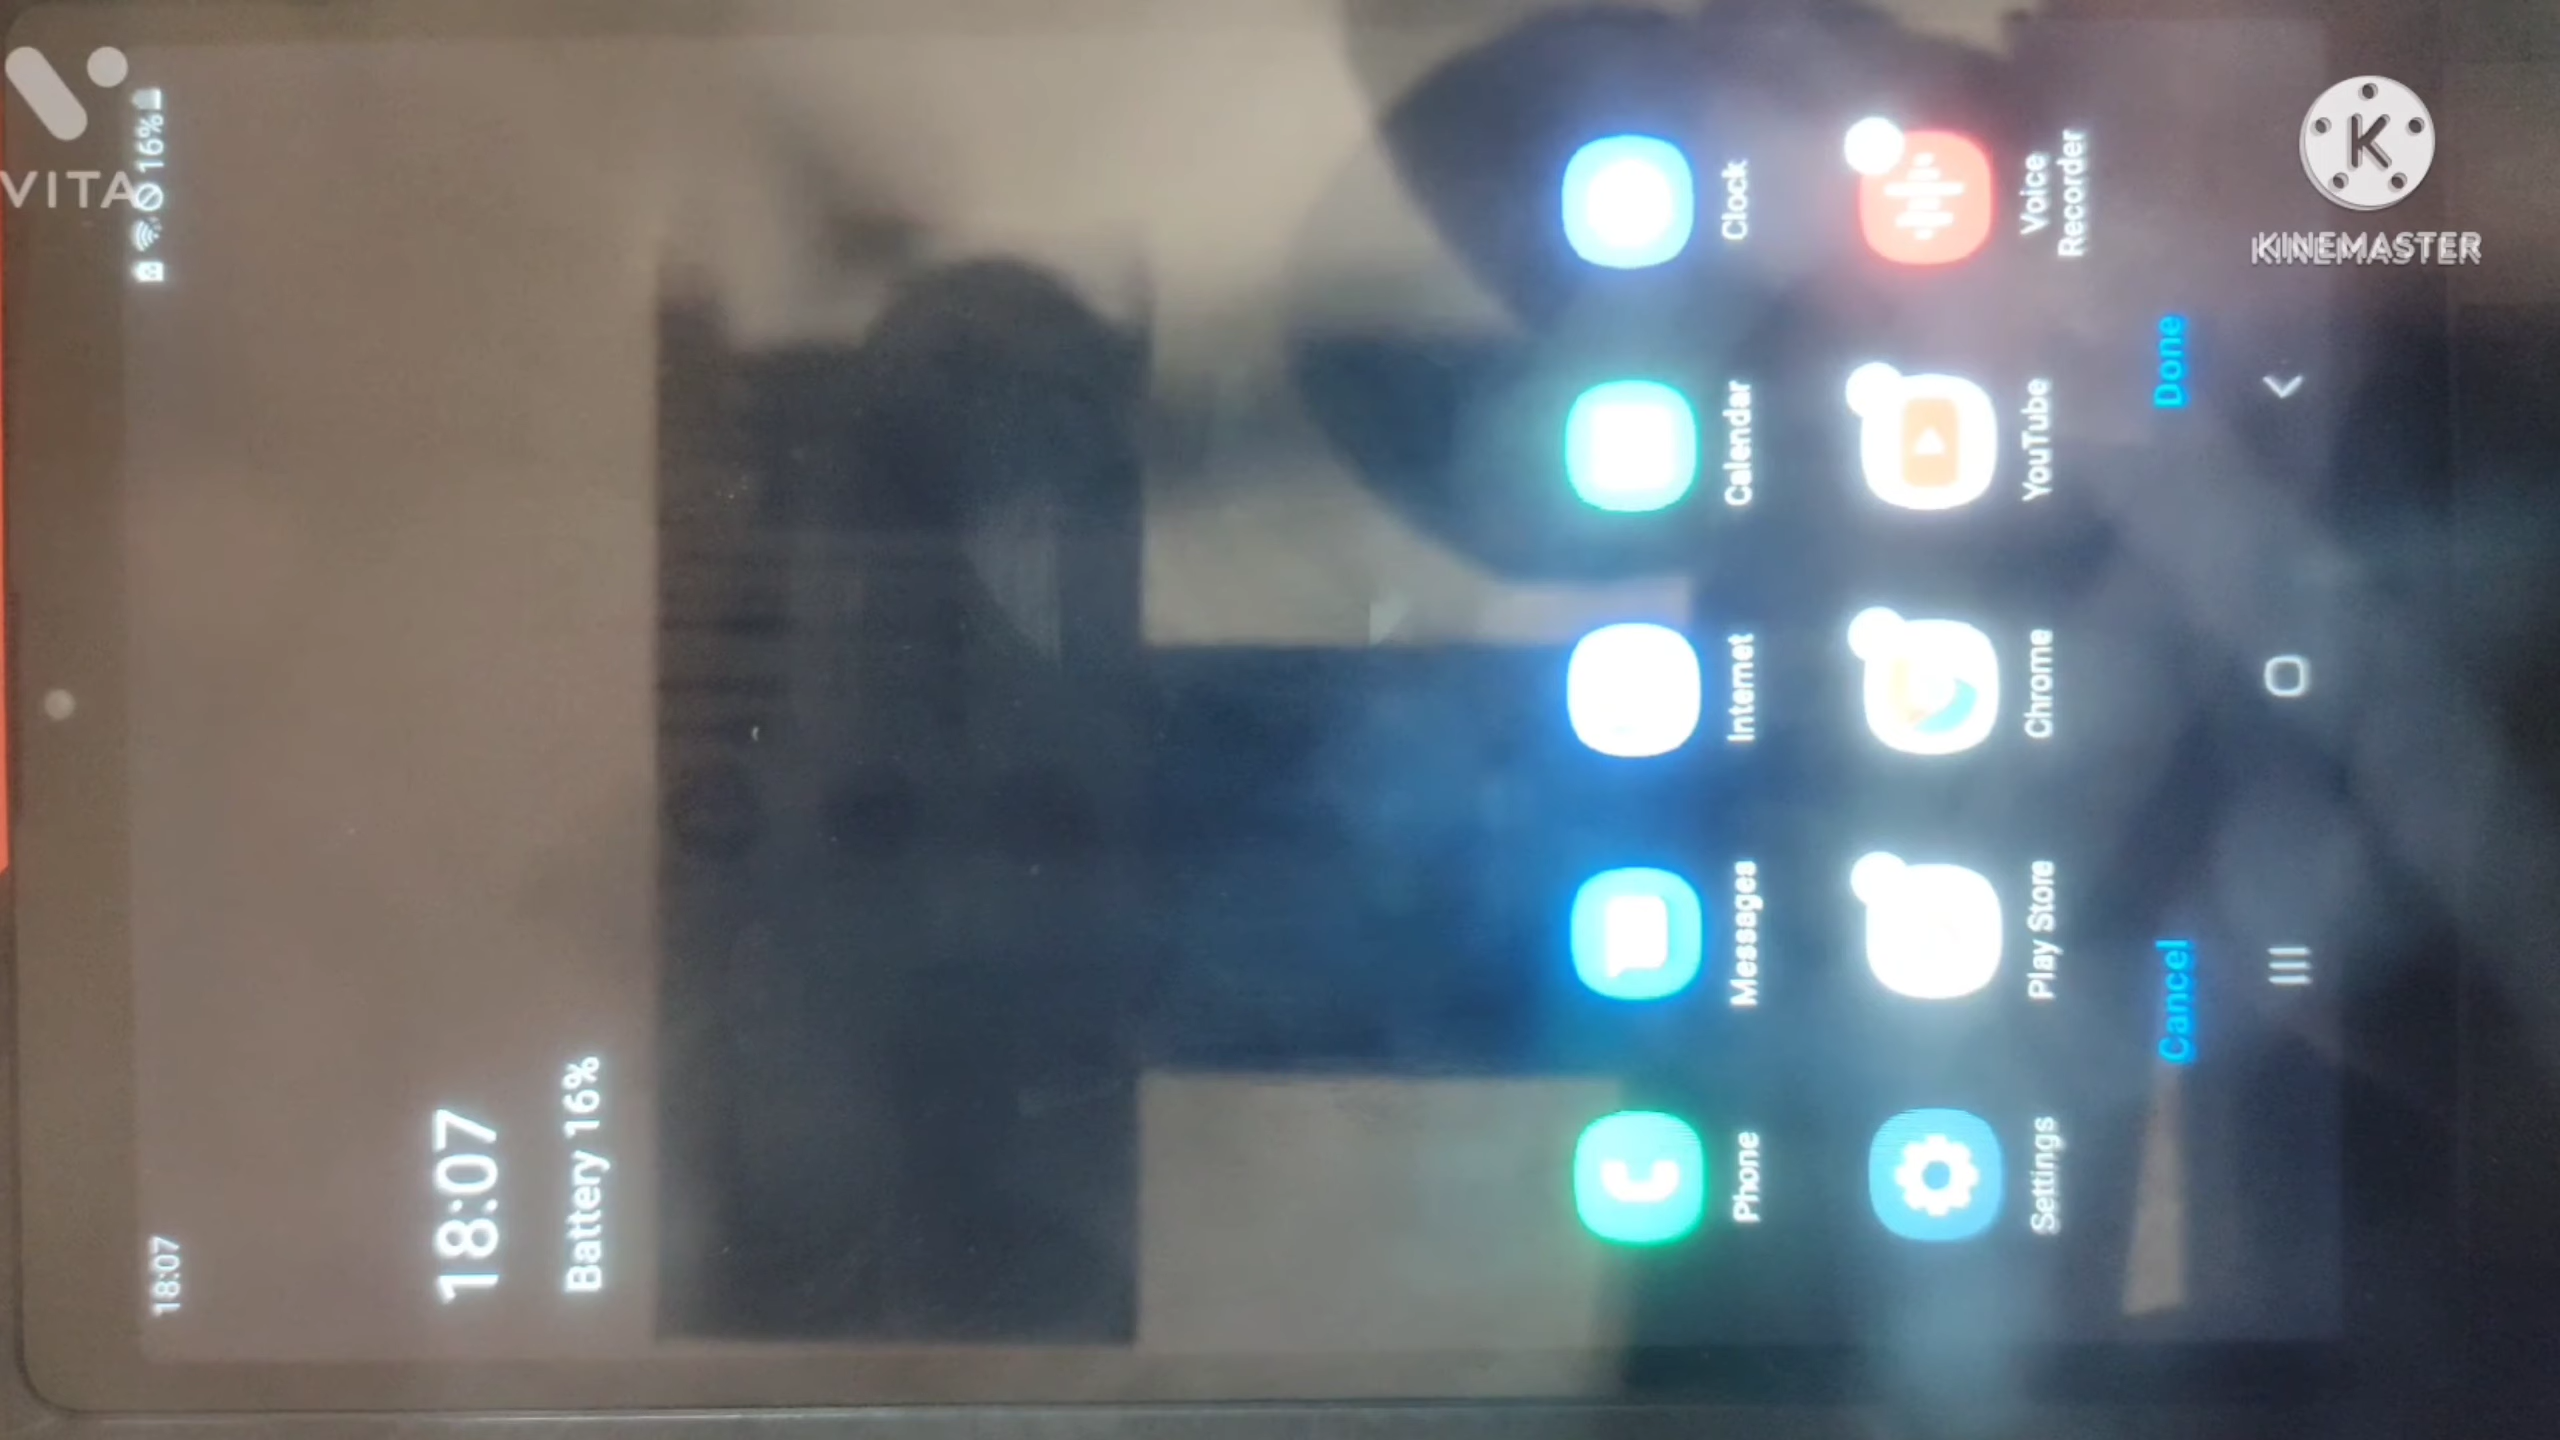 VITA
KINEMASTER
18:07
16%
18:07
Battery 16%
Phone
Messages
Internet
Calendar
Clock
Settings
Play Store
Chrome
YouTube
Voice
Recorder
Cancel
Done